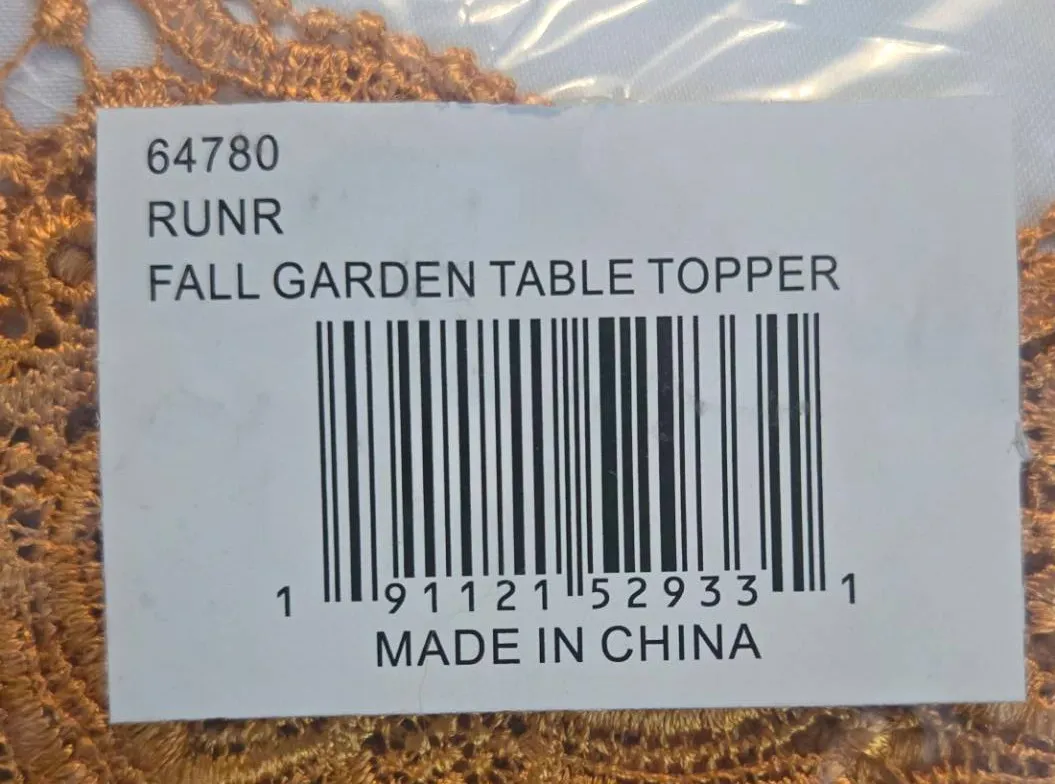 64780
RUNR
FALL GARDEN TABLE TOPPER
1 91121 52933 1
MADE IN CHINA